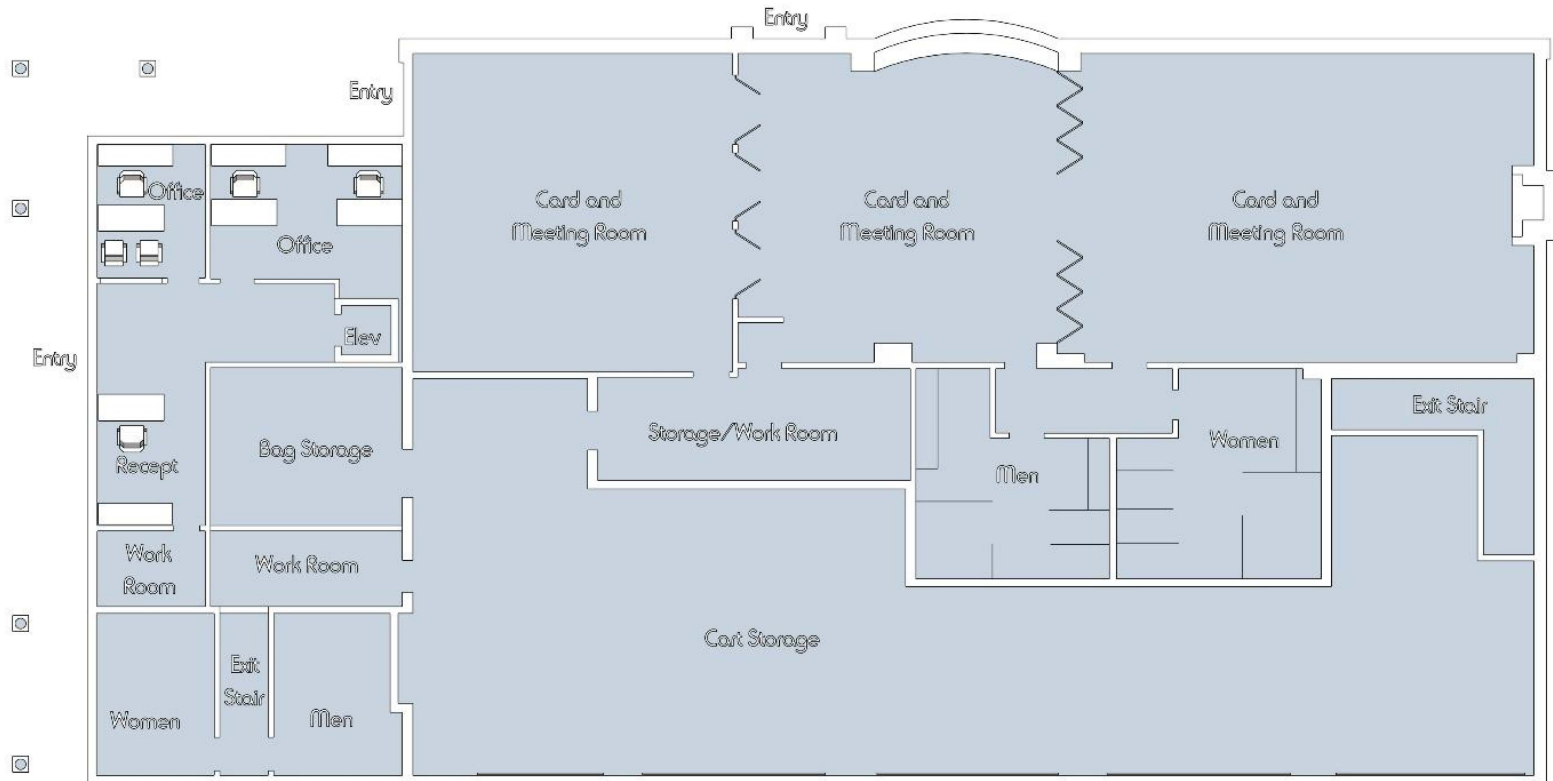 Entry
Entry
Office
Office
Card and
Meeting Room
Card and
Meeting Room
Card and
Meeting Room
Elev
Entry
Recept
Bag Storage
Storage/Work Room
Men
Women
Exit Stair
Work
Room
Work Room
Cart Storage
Women
Exit
Stair
Men